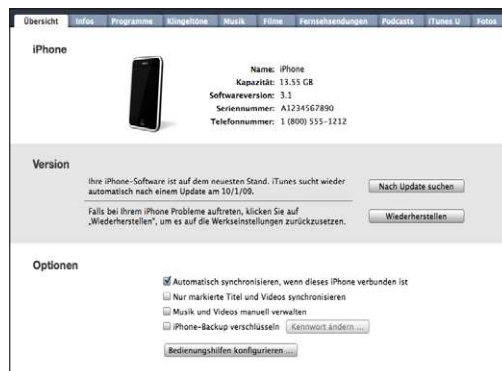 Übersicht Infos Programme Klingeltöne Musik Filme Fernsehsendungen Podcasts iTunes U Fotos
iPhone
Name: iPhone
Kapazität: 13.55 GB
Softwareversion: 3.1
Seriennummer: A1234567890
Telefonnummer: 1 (800) 555-1212
Version
Ihre iPhone-Software ist auf dem neuesten Stand. iTunes sucht wieder
automatisch nach einem Update am 10/1/09.
Nach Update suchen
Falls bei Ihrem iPhone Probleme auftreten, klicken Sie auf
„Wiederherstellen“, um es auf die Werkseinstellungen zurückzusetzen.
Wiederherstellen
Optionen
Automatisch synchronisieren, wenn dieses iPhone verbunden ist
Nur markierte Titel und Videos synchronisieren
Musik und Videos manuell verwalten
iPhone-Backup verschlüsseln Kennwort ändern ...
Bedienungshilfen konfigurieren ...